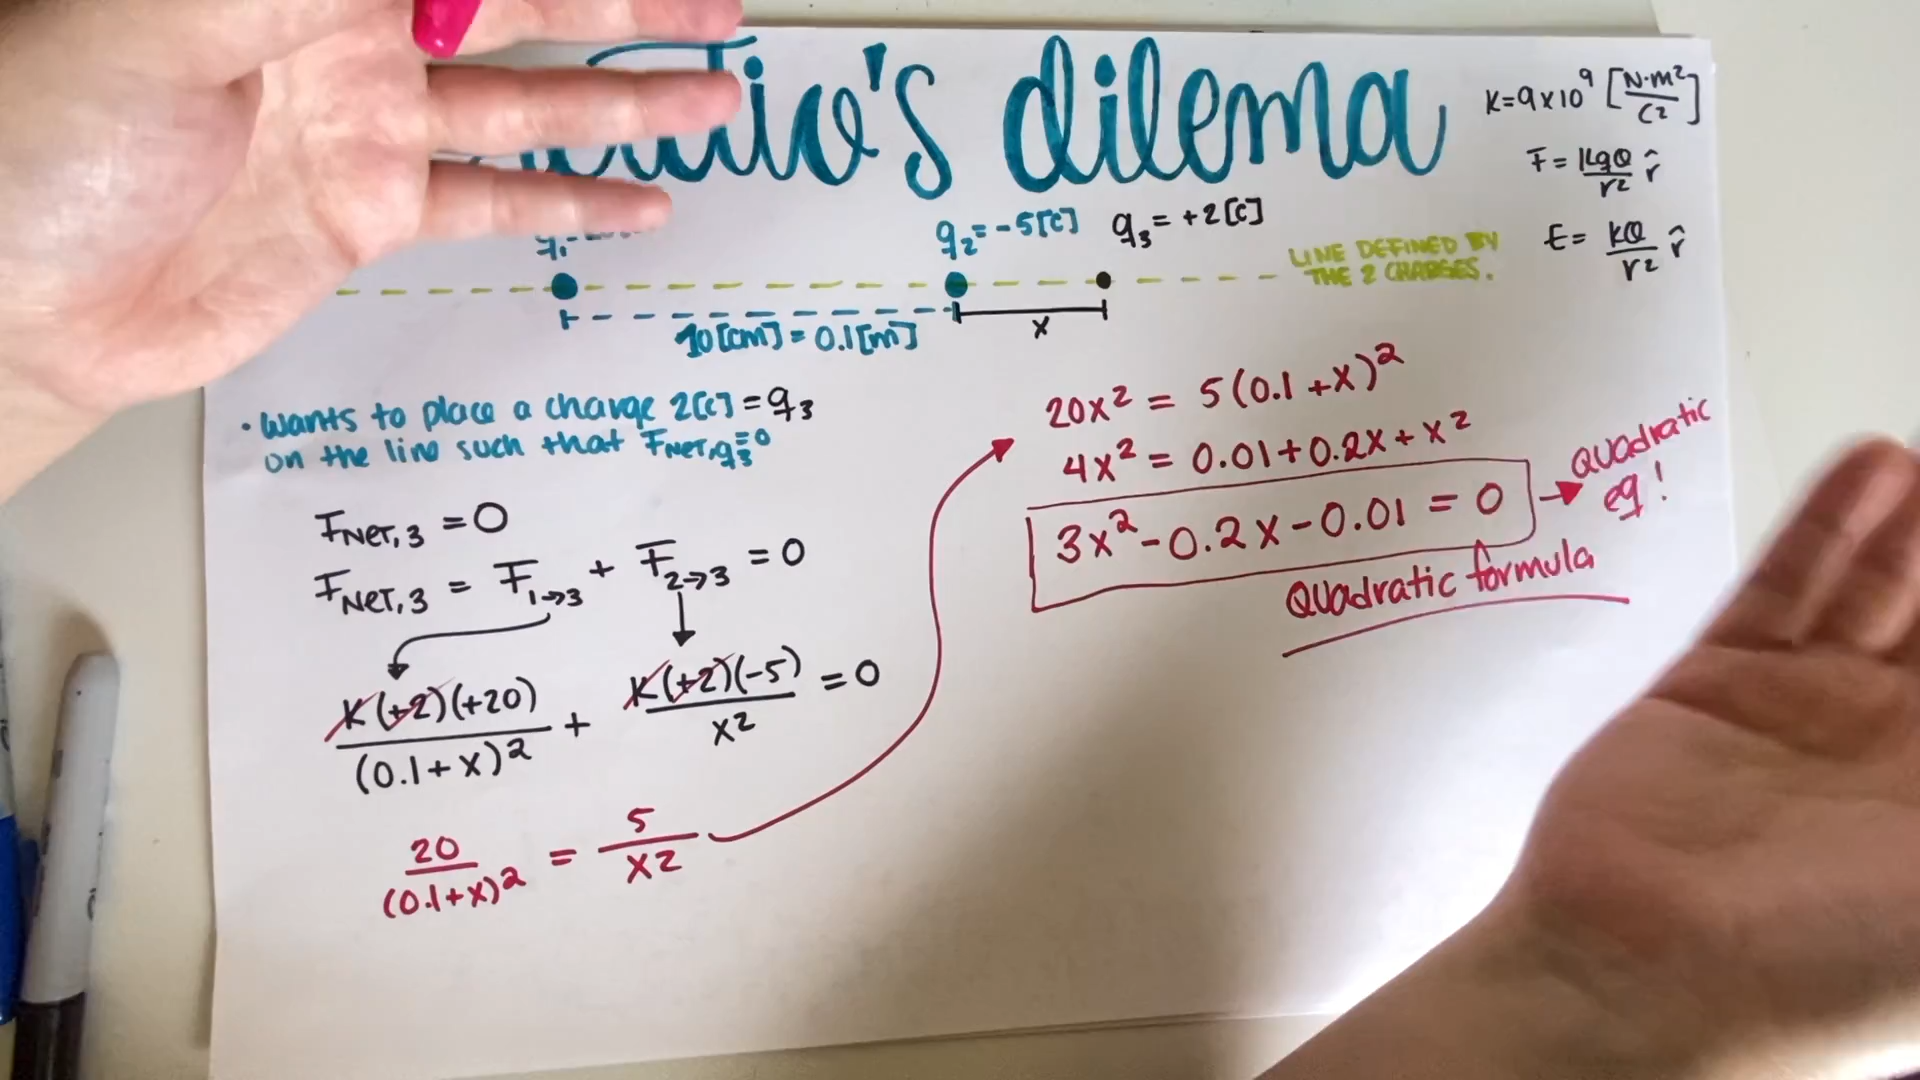 dilema
K=9x10⁹ [N·m²/C²]
F = KqQ/r² r̂
E = kQ/r² r̂
q₂=-5[C]
q₃=+2[C]
LINE DEFINED BY
THE 2 CHARGES.
10[cm]=0.1[m]
x
• Wants to place a charge 2[C]=q₃
on the line such that F_NET,q₃=0
F_NET,3 = 0
F_NET,3 = F_1→3 + F_2→3 = 0
K(+2)(+20)/(0.1+x)² + K(+2)(-5)/x² = 0
20/(0.1+x)² = 5/x²
20x² = 5(0.1+x)²
4x² = 0.01+0.2x+x²
3x²-0.2x-0.01 = 0
Quadratic
eq!
Quadratic formula